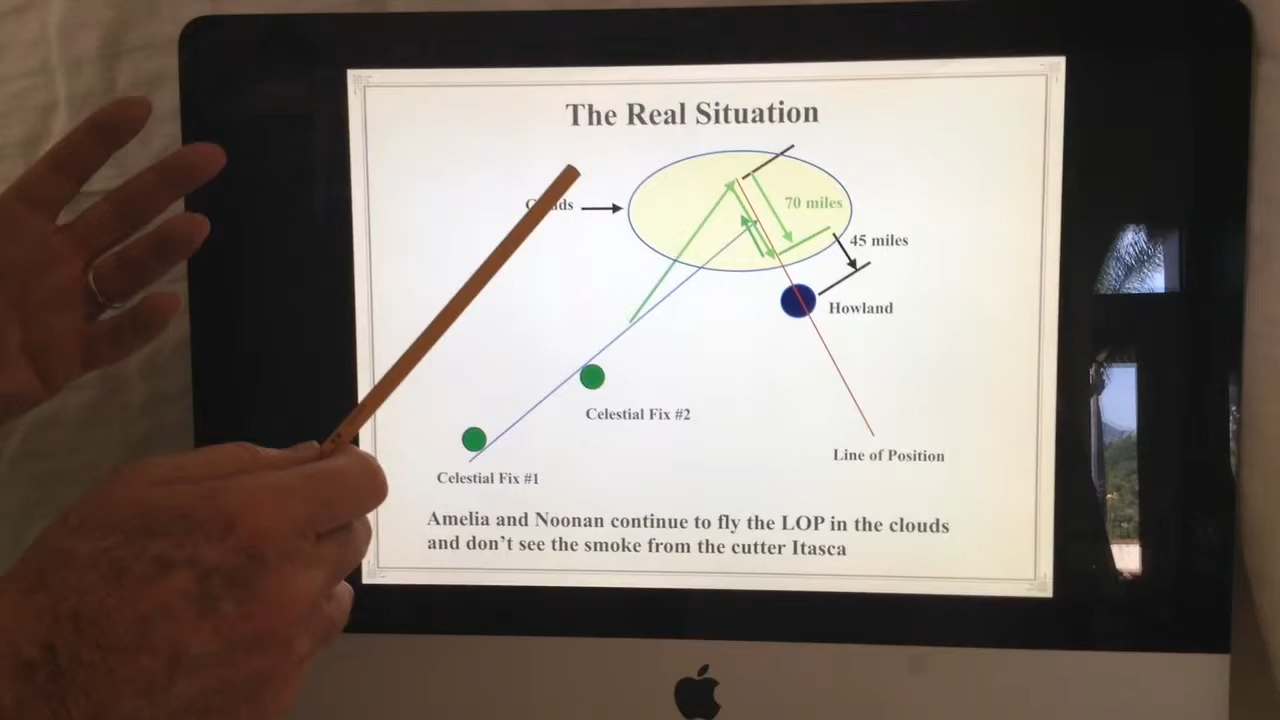 The Real Situation
70 miles
45 miles
Howland
Celestial Fix #2
Line of Position
Celestial Fix #1
Amelia and Noonan continue to fly the LOP in the clouds
and don't see the smoke from the cutter Itasca